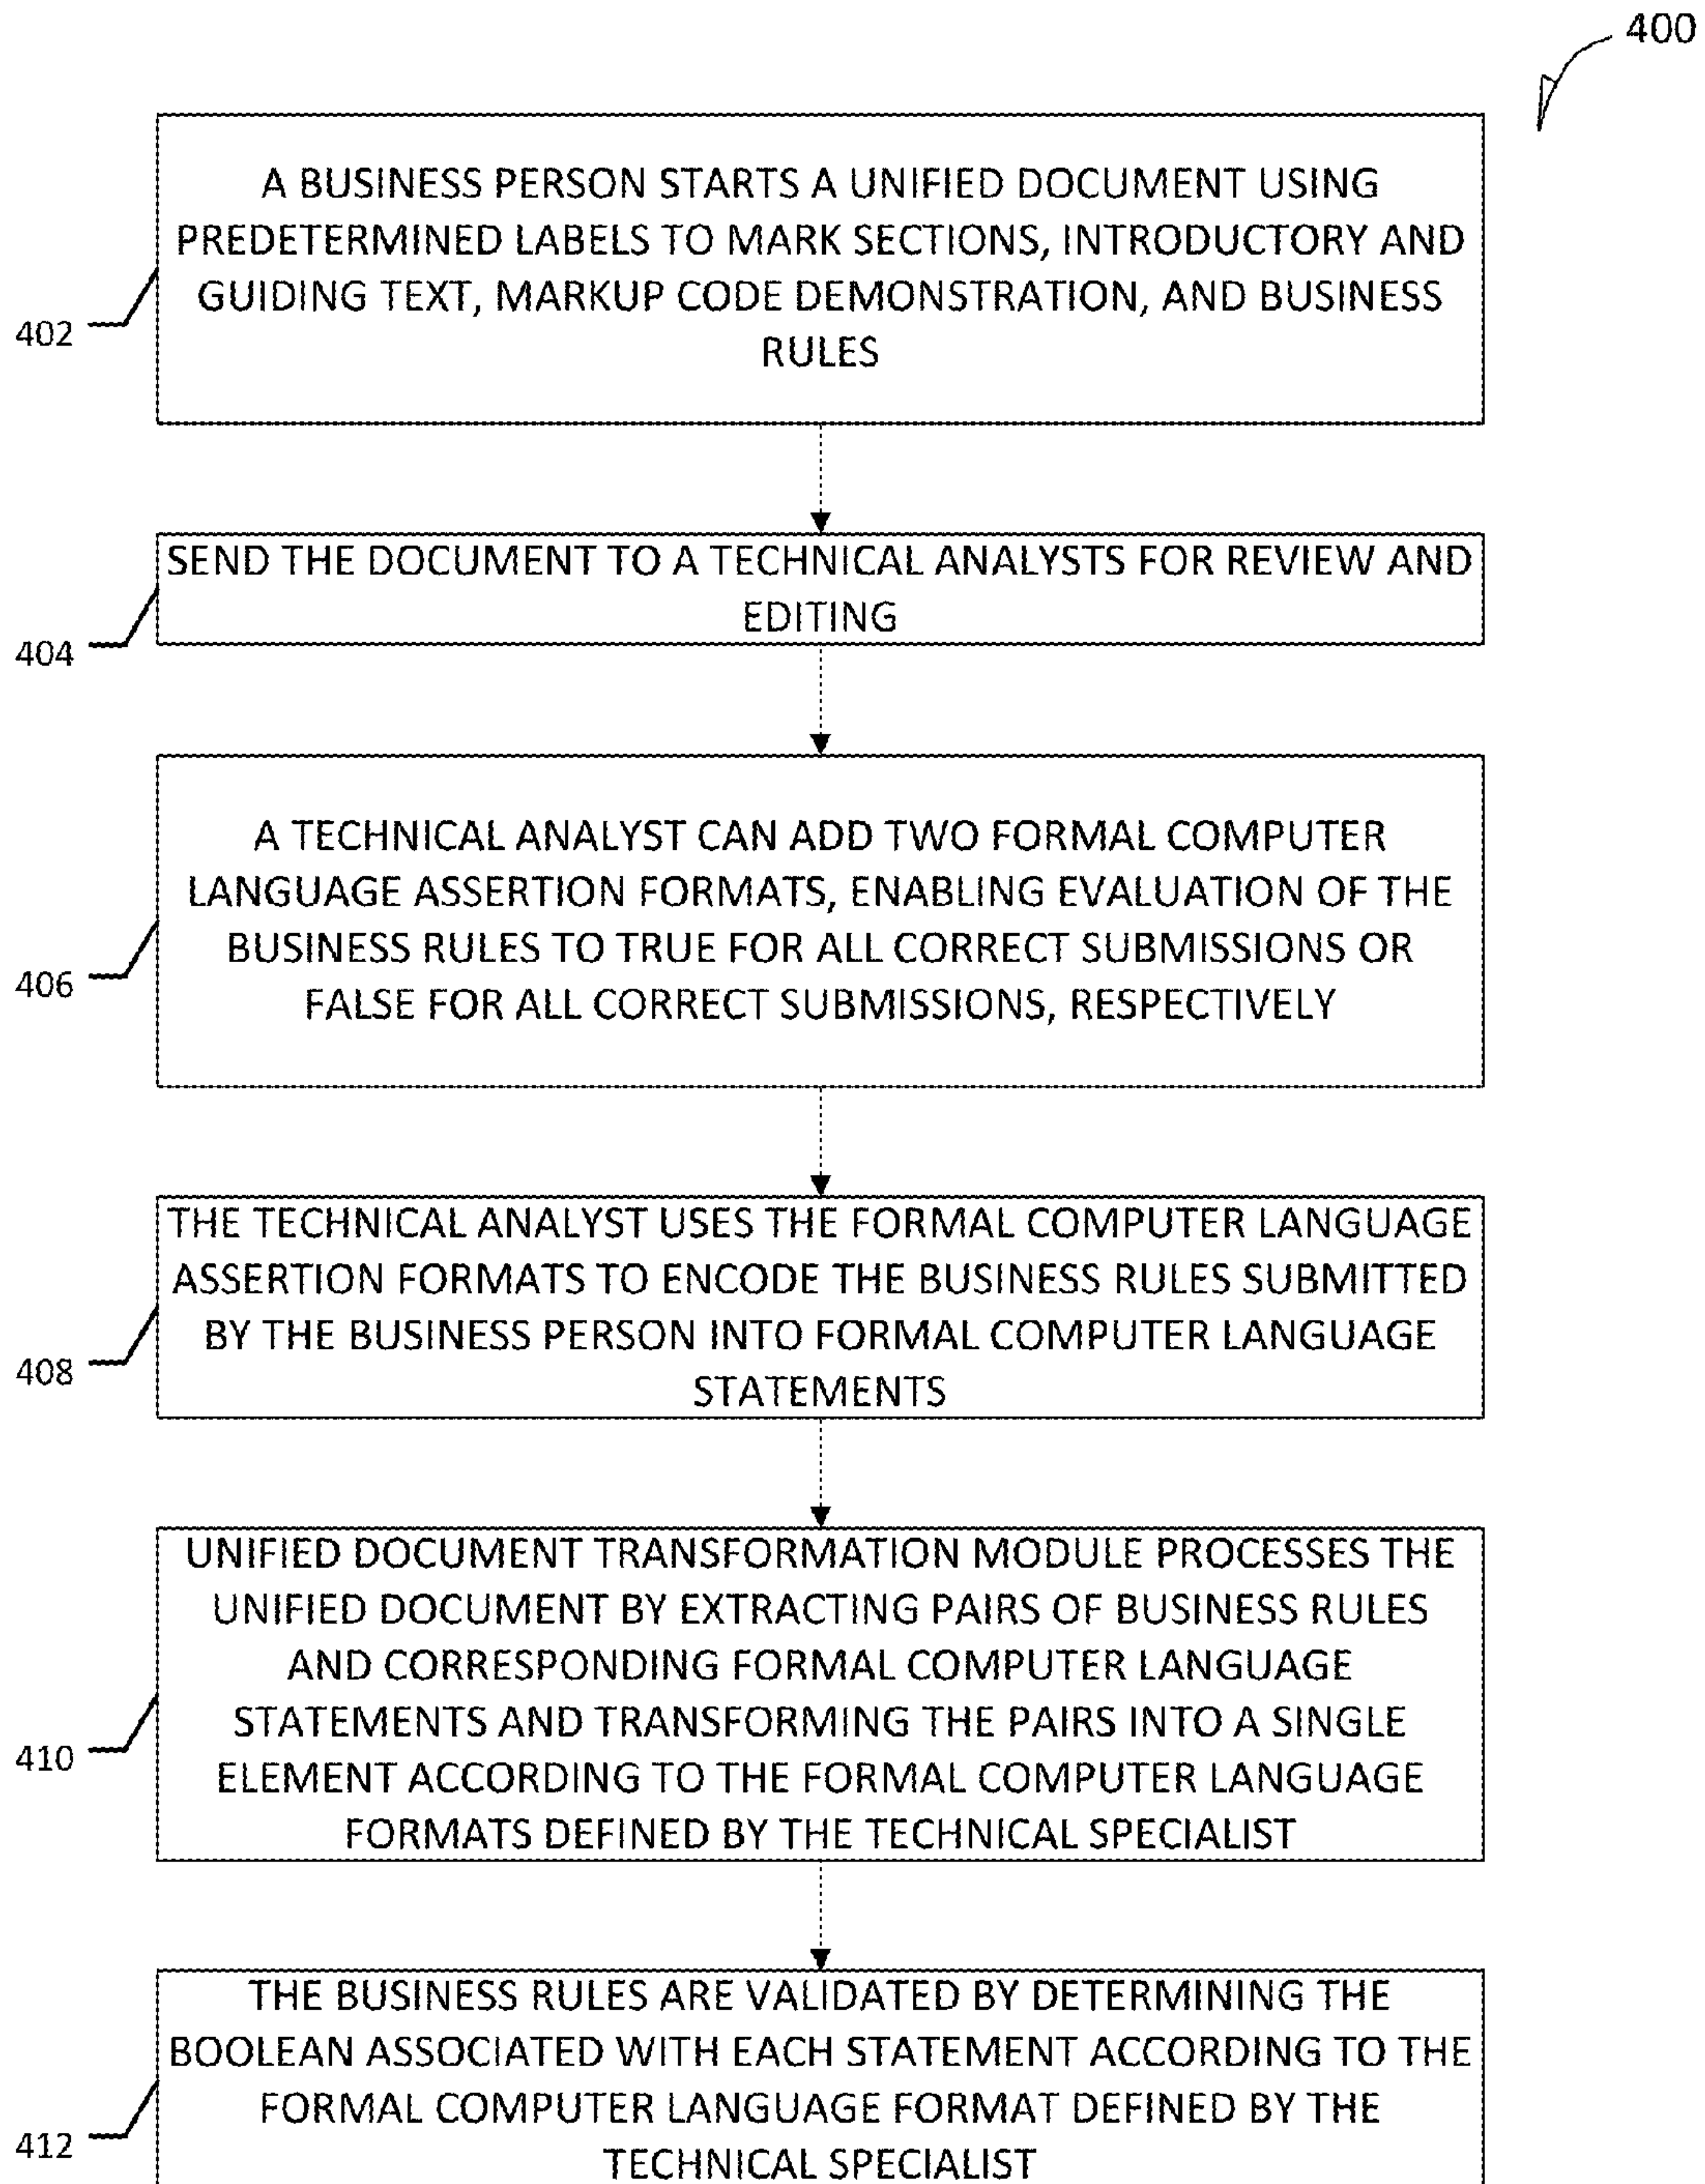 400
A BUSINESS PERSON STARTS A UNIFIED DOCUMENT USING
PREDETERMINED LABELS TO MARK SECTIONS, INTRODUCTORY AND
GUIDING TEXT, MARKUP CODE DEMONSTRATION, AND BUSINESS
RULES
402
SEND THE DOCUMENT TO A TECHNICAL ANALYSTS FOR REVIEW AND
EDITING
404
A TECHNICAL ANALYST CAN ADD TWO FORMAL COMPUTER
LANGUAGE ASSERTION FORMATS, ENABLING EVALUATION OF THE
BUSINESS RULES TO TRUE FOR ALL CORRECT SUBMISSIONS OR
FALSE FOR ALL CORRECT SUBMISSIONS, RESPECTIVELY
406
THE TECHNICAL ANALYST USES THE FORMAL COMPUTER LANGUAGE
ASSERTION FORMATS TO ENCODE THE BUSINESS RULES SUBMITTED
BY THE BUSINESS PERSON INTO FORMAL COMPUTER LANGUAGE
STATEMENTS
408
UNIFIED DOCUMENT TRANSFORMATION MODULE PROCESSES THE
UNIFIED DOCUMENT BY EXTRACTING PAIRS OF BUSINESS RULES
AND CORRESPONDING FORMAL COMPUTER LANGUAGE
STATEMENTS AND TRANSFORMING THE PAIRS INTO A SINGLE
ELEMENT ACCORDING TO THE FORMAL COMPUTER LANGUAGE
FORMATS DEFINED BY THE TECHNICAL SPECIALIST
410
THE BUSINESS RULES ARE VALIDATED BY DETERMINING THE
BOOLEAN ASSOCIATED WITH EACH STATEMENT ACCORDING TO THE
FORMAL COMPUTER LANGUAGE FORMAT DEFINED BY THE
TECHNICAL SPECIALIST
412